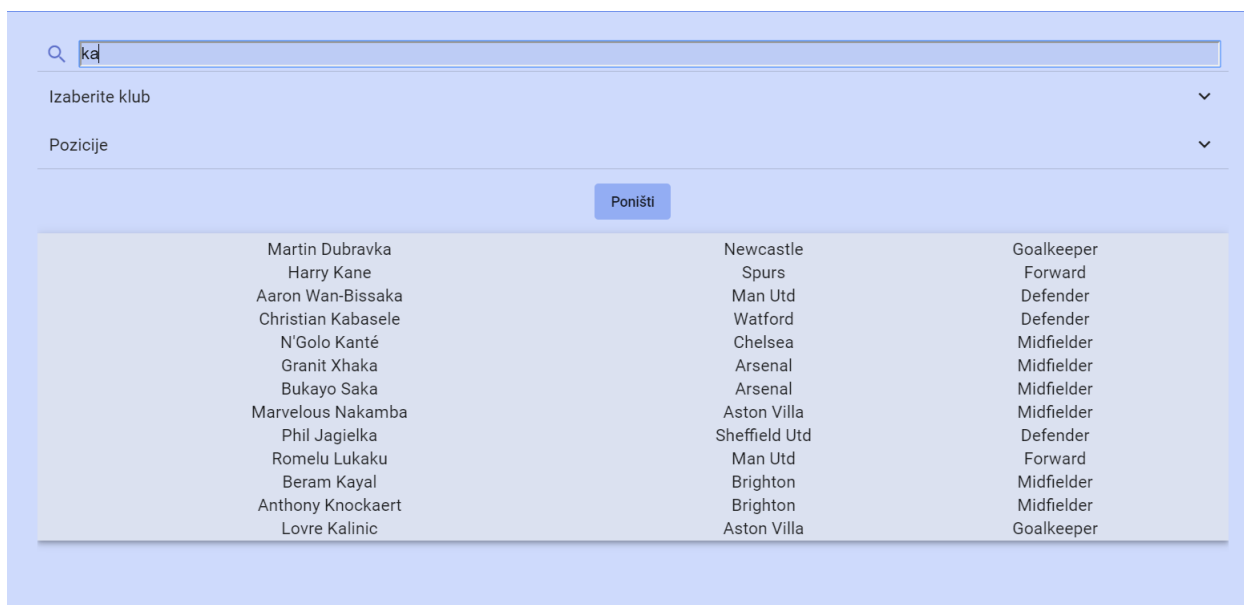 ka
Izaberite klub
Pozicije
Poništi
Martin Dubravka Newcastle Goalkeeper
Harry Kane Spurs Forward
Aaron Wan-Bissaka Man Utd Defender
Christian Kabasele Watford Defender
N'Golo Kanté Chelsea Midfielder
Granit Xhaka Arsenal Midfielder
Bukayo Saka Arsenal Midfielder
Marvelous Nakamba Aston Villa Midfielder
Phil Jagielka Sheffield Utd Defender
Romelu Lukaku Man Utd Forward
Beram Kayal Brighton Midfielder
Anthony Knockaert Brighton Midfielder
Lovre Kalinic Aston Villa Goalkeeper